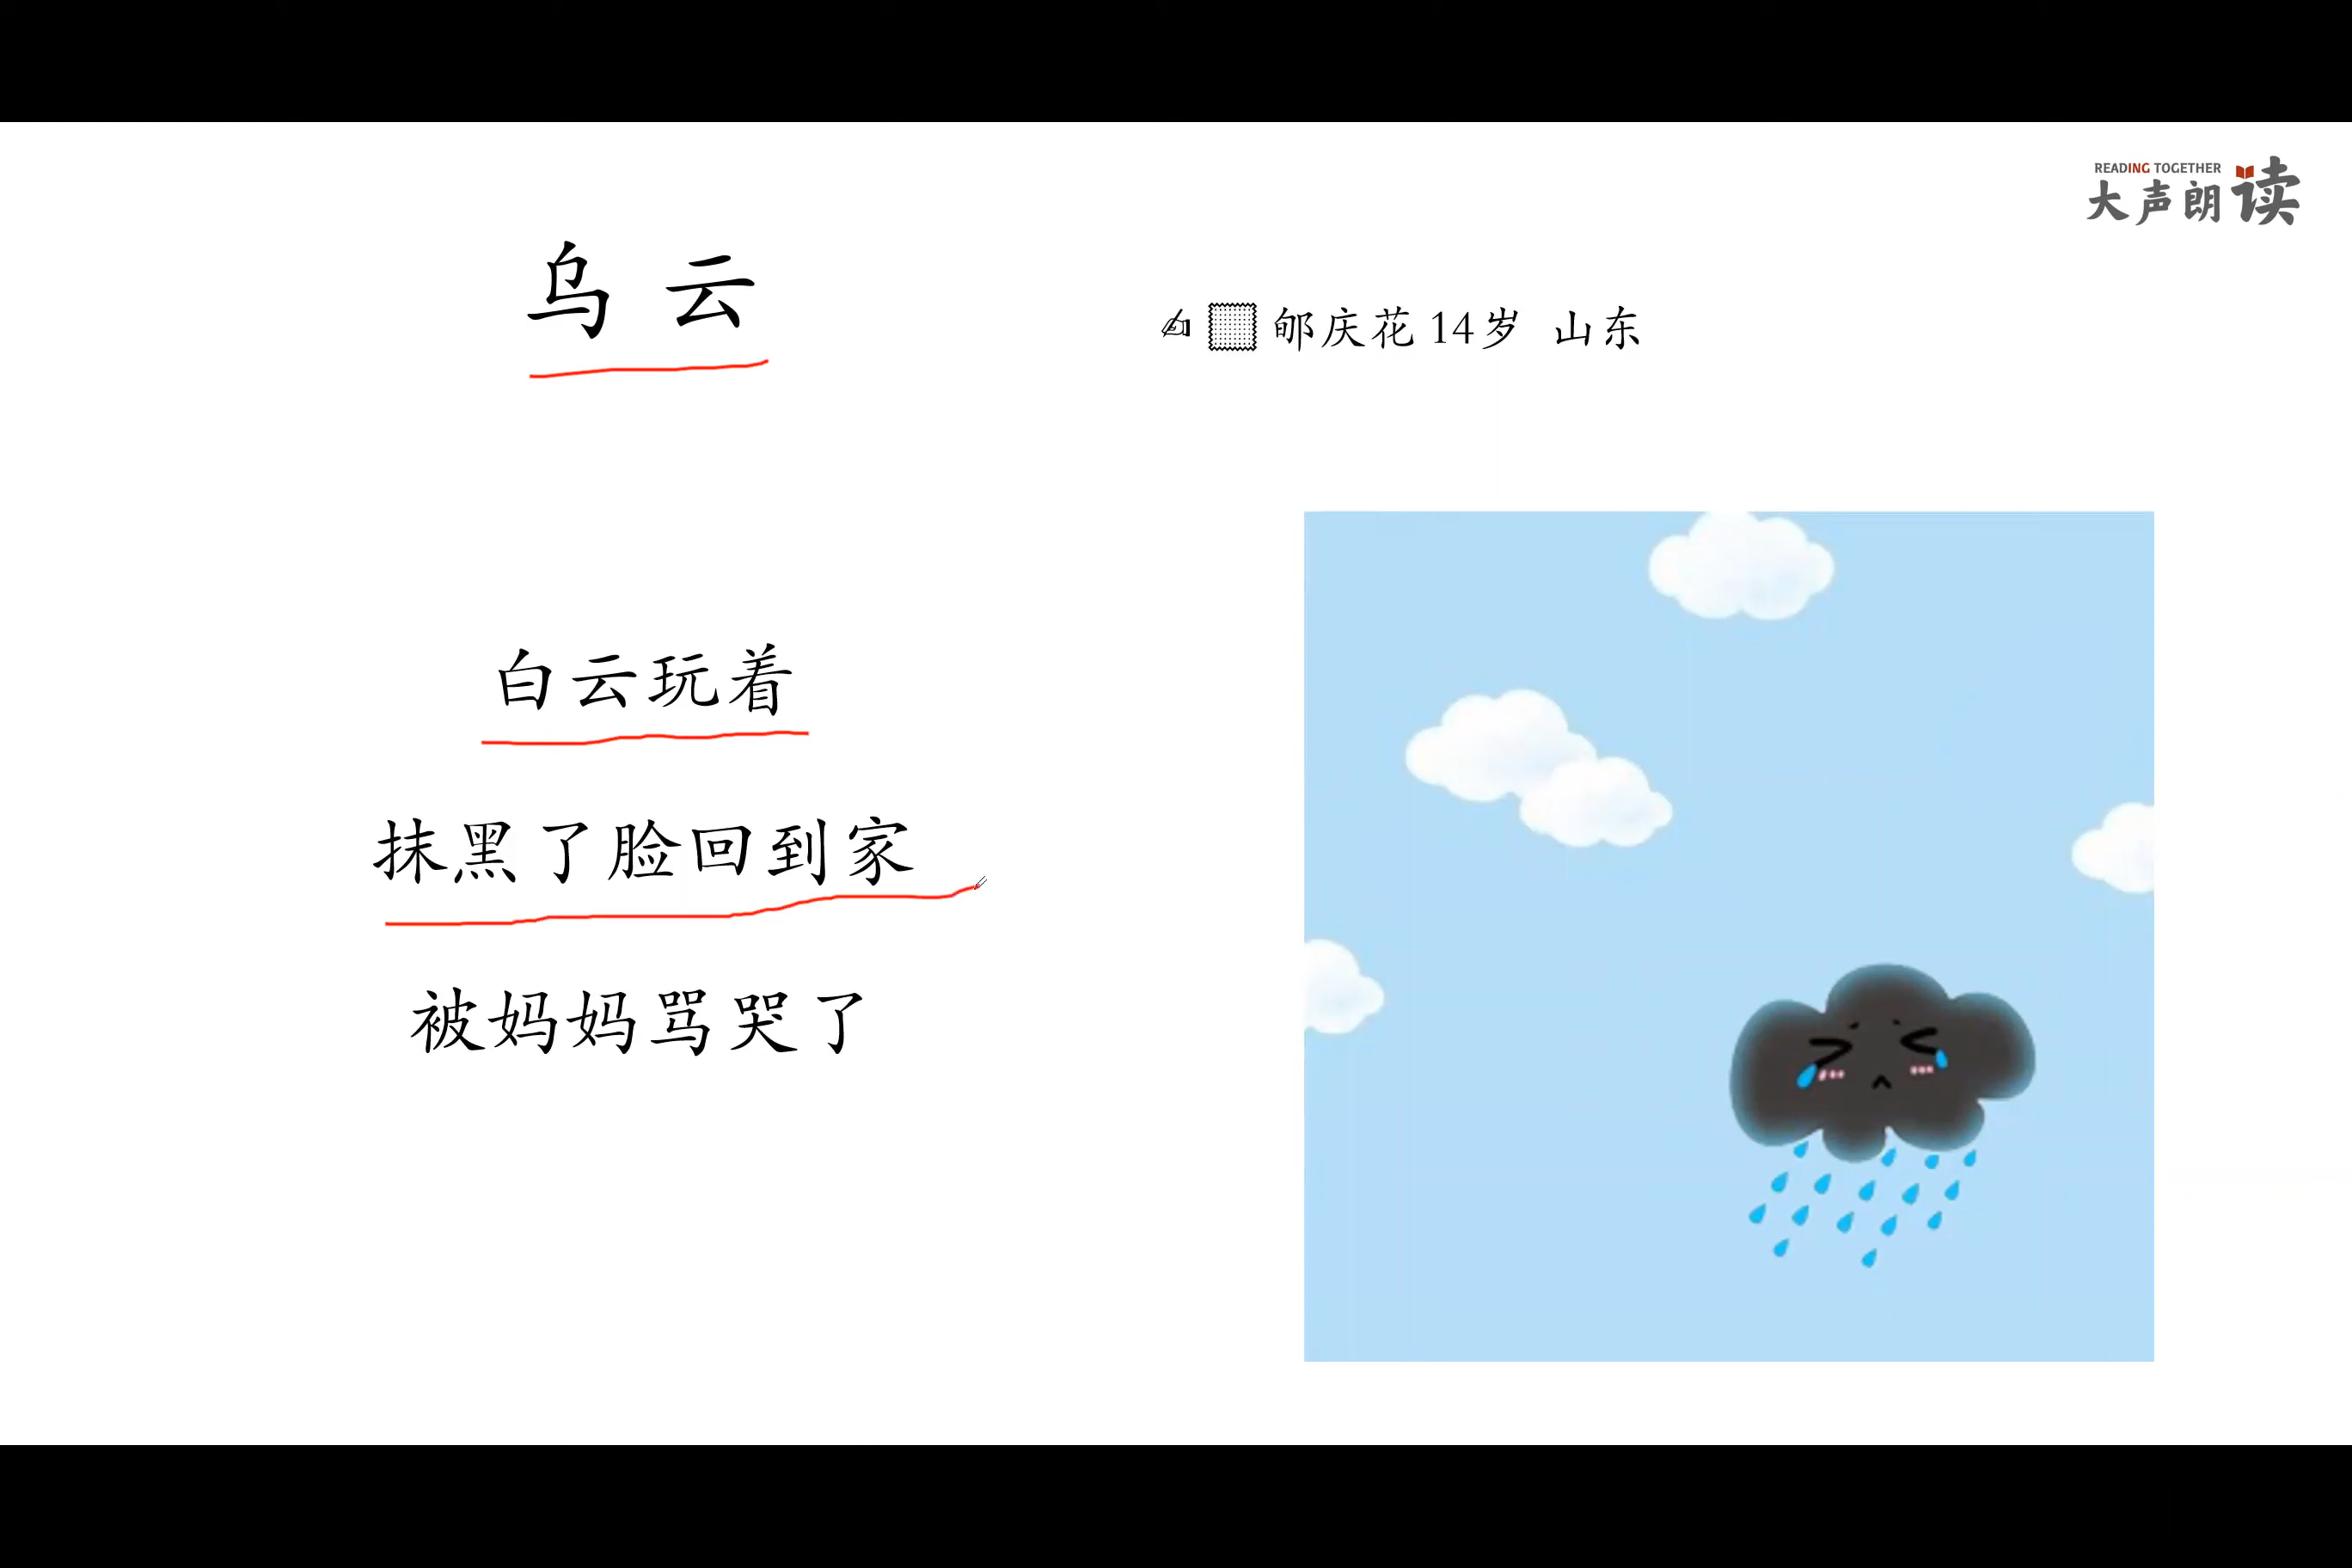 READING TOGETHER
大声朗读
乌云
郇庆花 14岁 山东
白云玩着
抹黑了脸回到家
被妈妈骂哭了